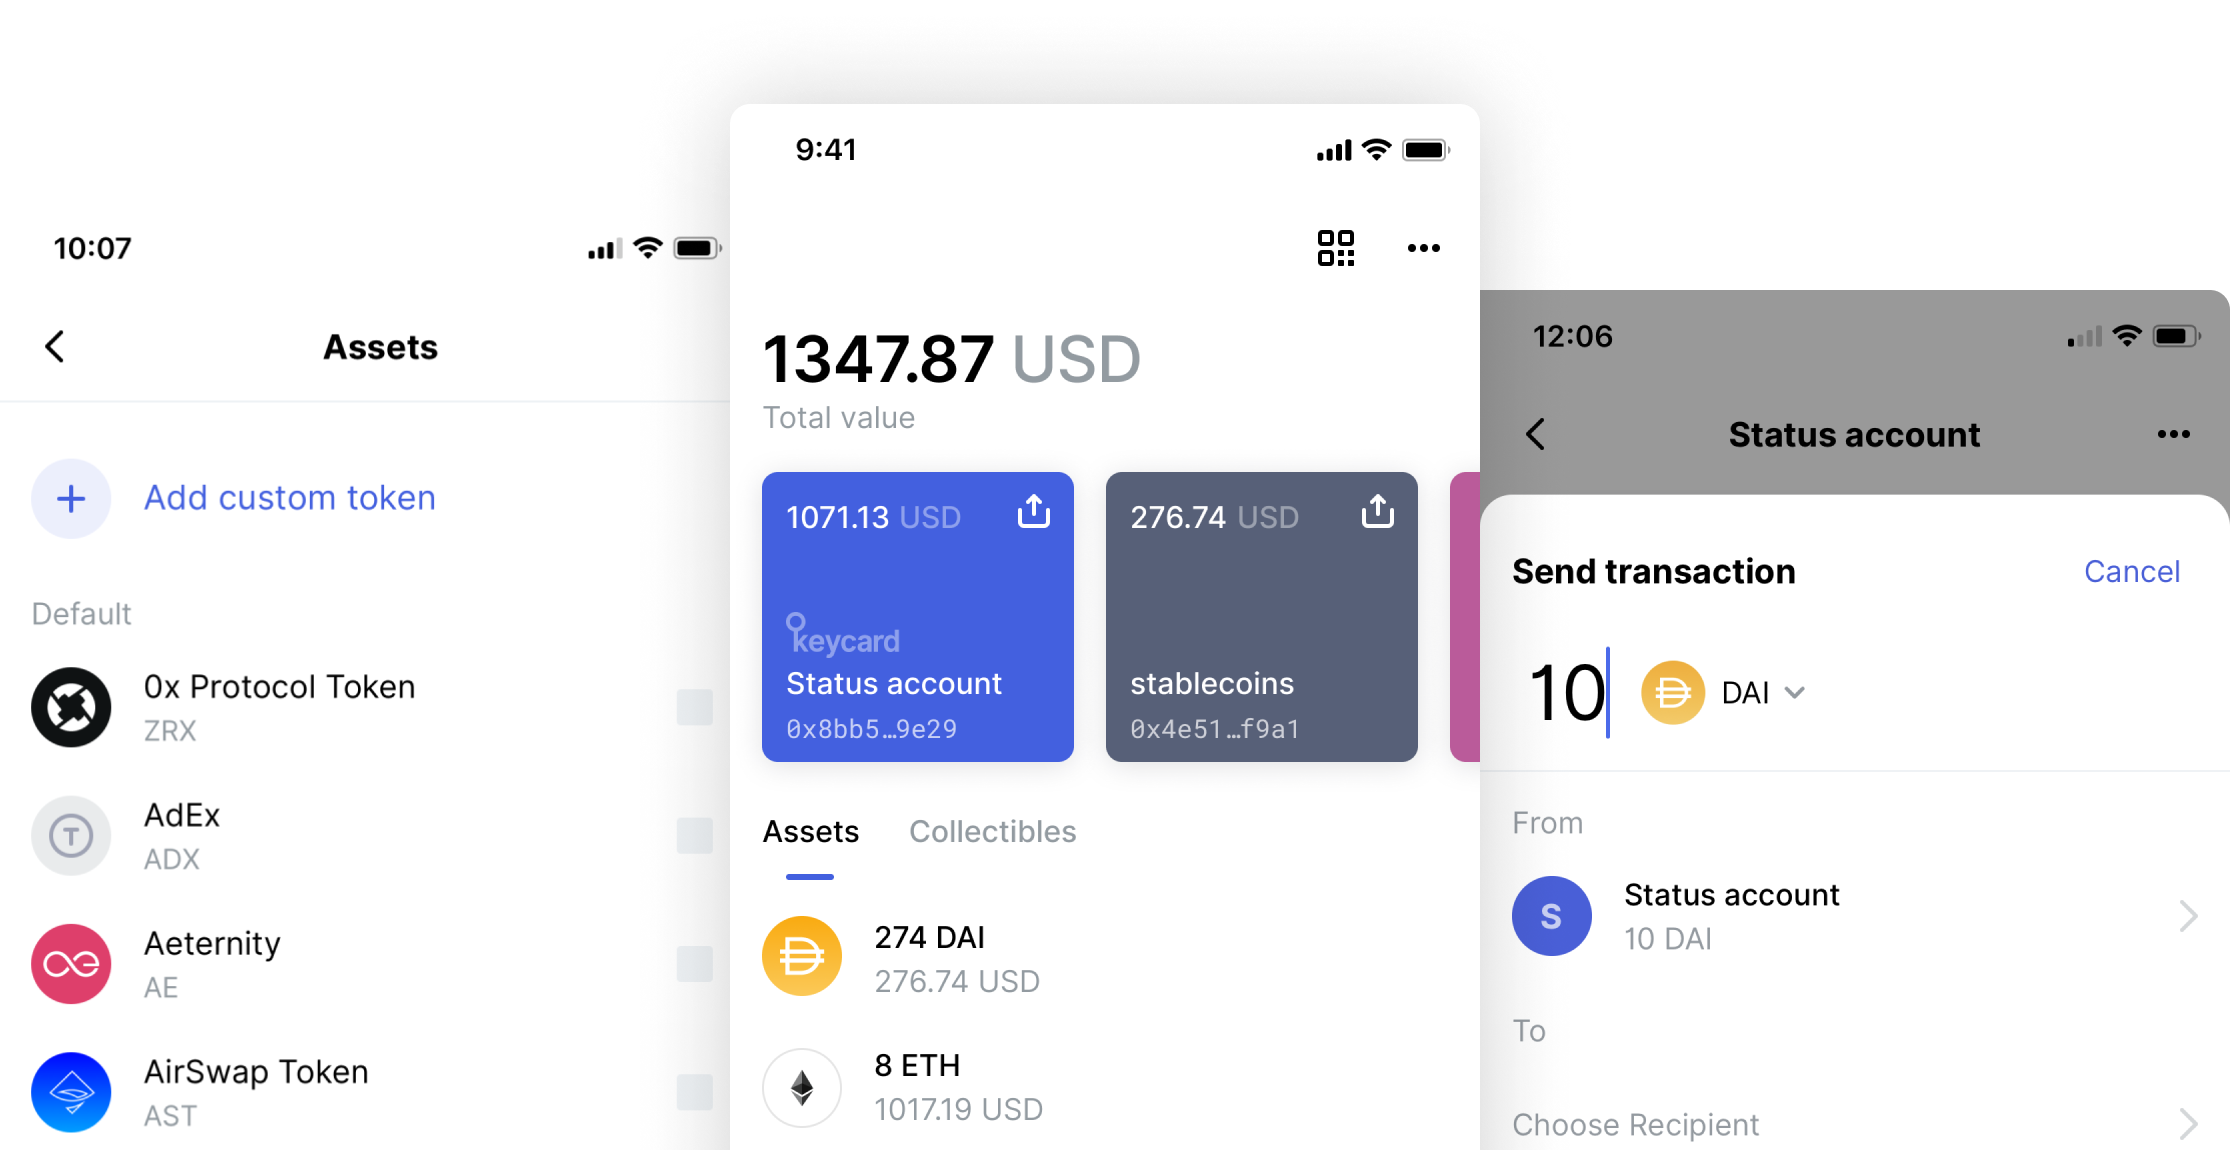 10:07
Assets
Add custom token
Default
0x Protocol Token
ZRX
AdEx
ADX
Aeternity
AE
AirSwap Token
AST
9:41
1347.87 USD
Total value
1071.13 USD
keycard
Status account
0x8bb5…9e29
276.74 USD
stablecoins
0x4e51…f9a1
Assets
Collectibles
274 DAI
276.74 USD
8 ETH
1017.19 USD
12:06
Status account
Send transaction
Cancel
10
DAI
From
S
Status account
10 DAI
To
Choose Recipient